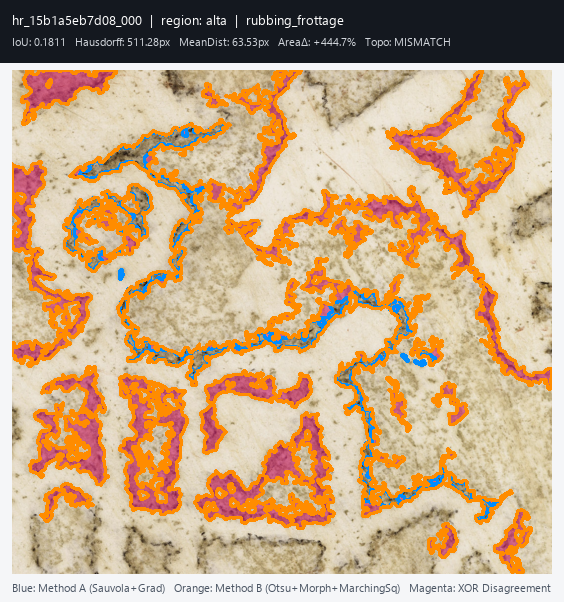 hr_15b1a5eb7d08_000 | region: alta | rubbing_frottage
IoU: 0.1811 Hausdorff: 511.28px MeanDist: 63.53px AreaΔ: +444.7% Topo: MISMATCH
Blue: Method A (Sauvola+Grad) Orange: Method B (Otsu+Morph+MarchingSq) Magenta: XOR Disagreement